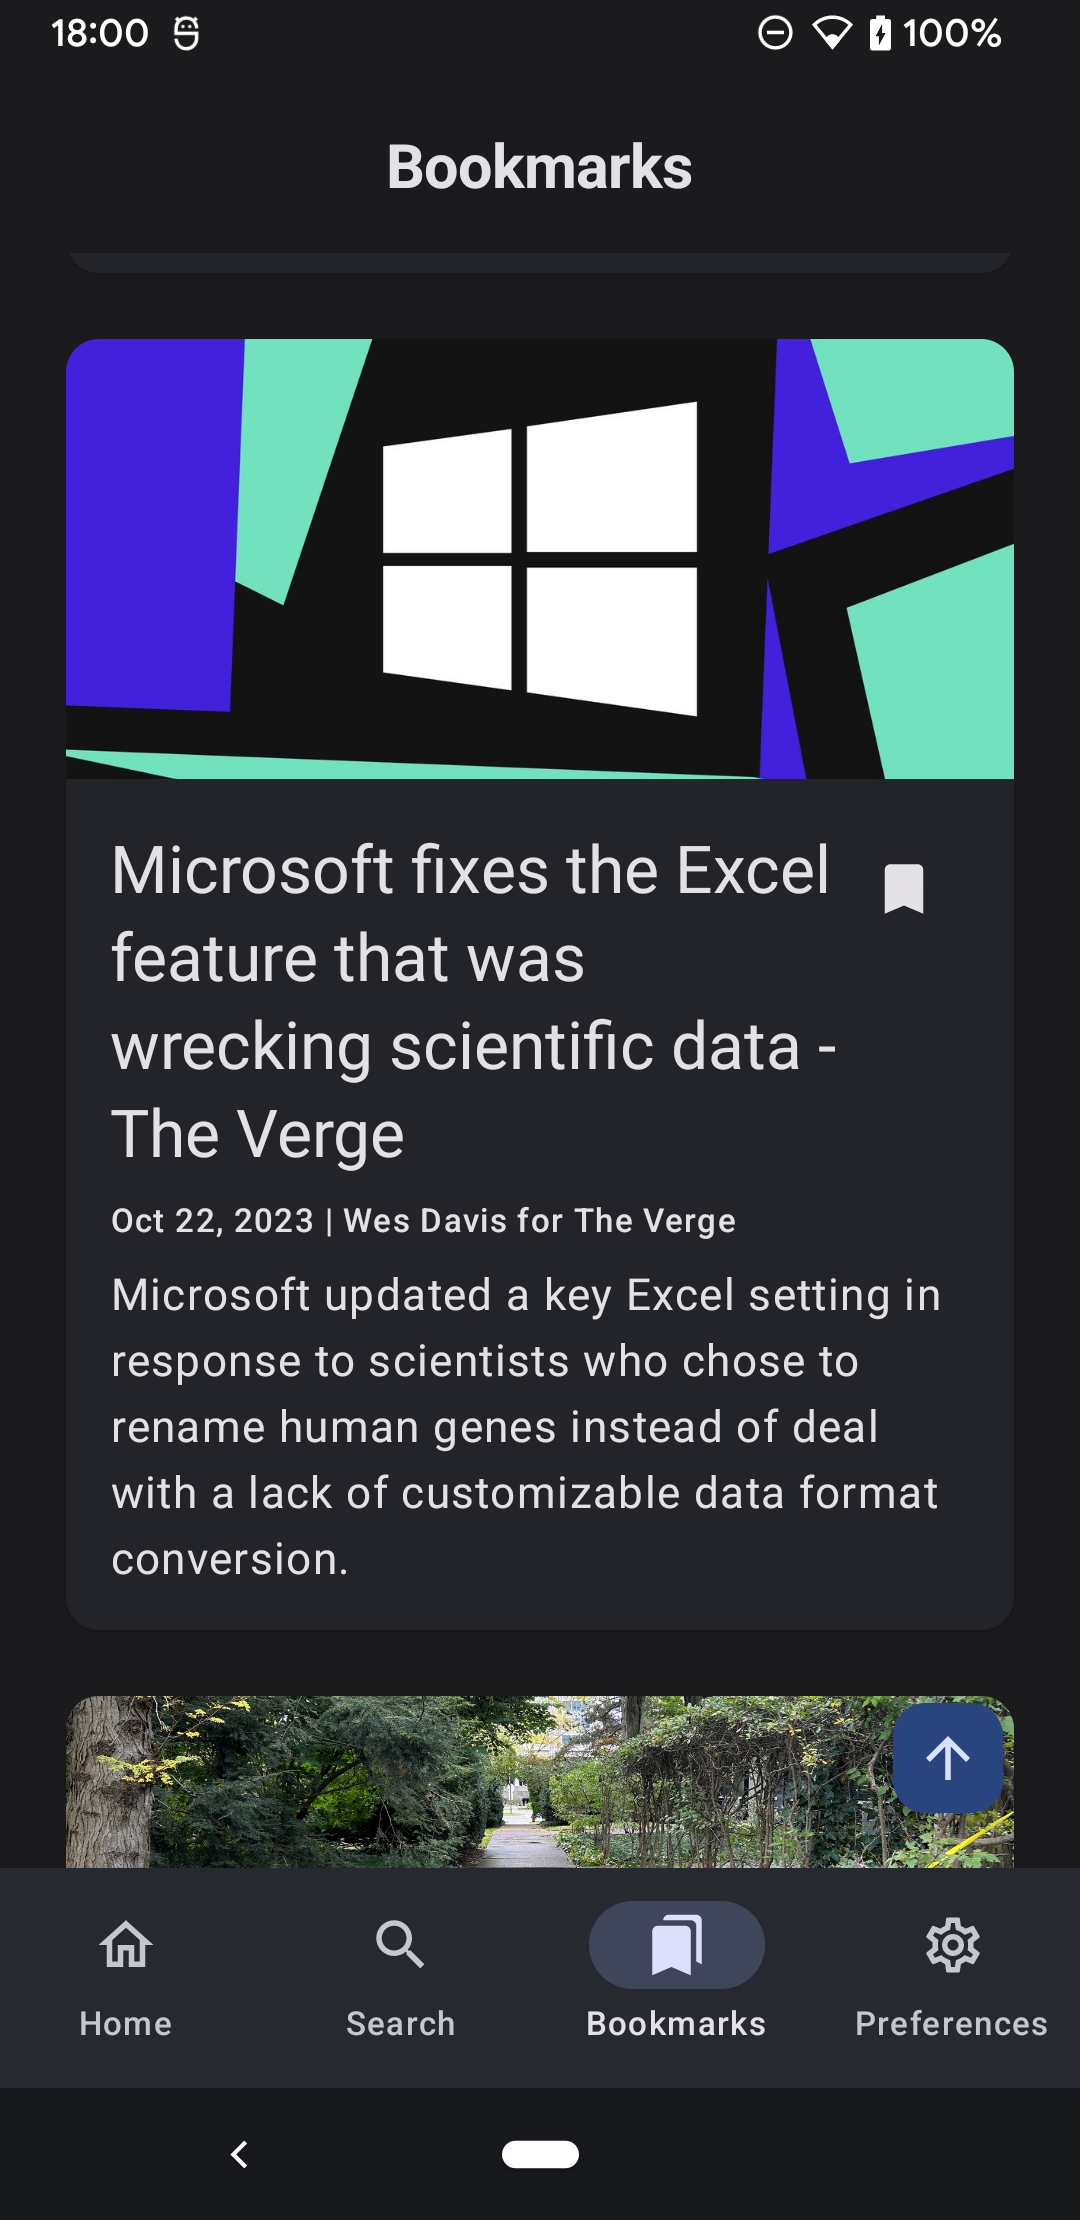 18:00
100%
Bookmarks
Microsoft fixes the Excel
feature that was
wrecking scientific data -
The Verge
Oct 22, 2023 | Wes Davis for The Verge
Microsoft updated a key Excel setting in
response to scientists who chose to
rename human genes instead of deal
with a lack of customizable data format
conversion.
Home
Search
Bookmarks
Preferences